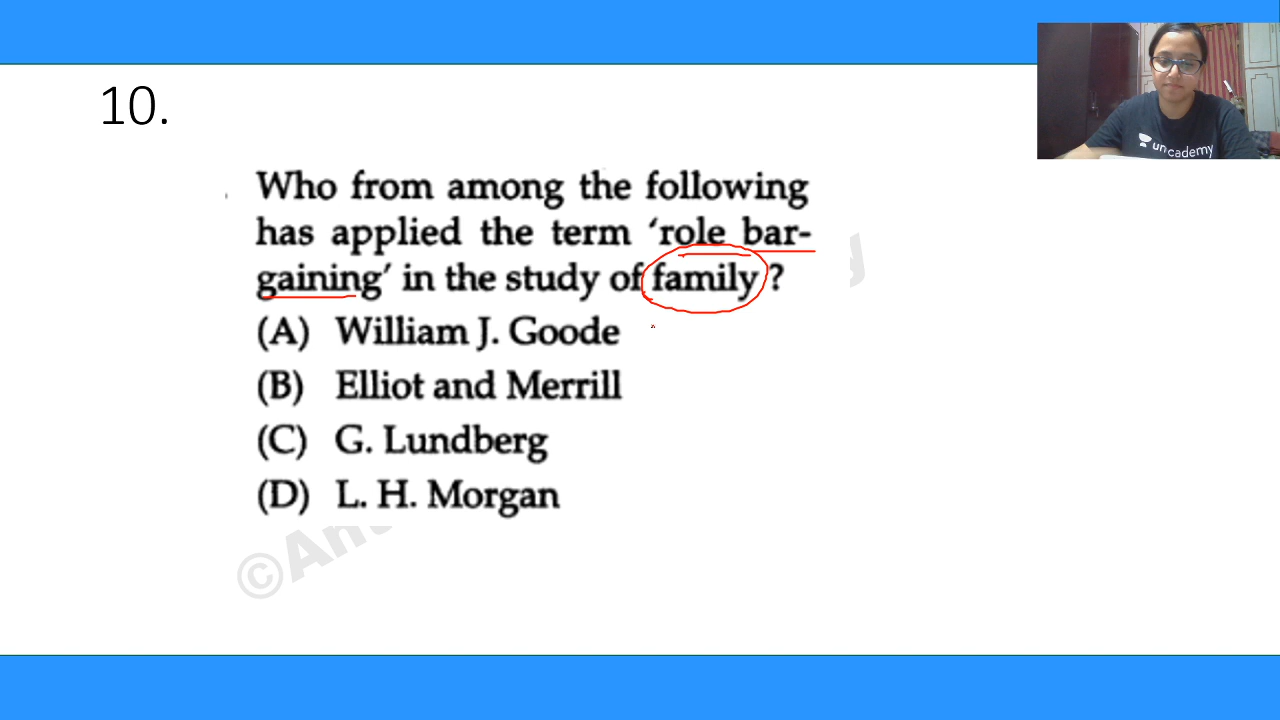 10.
unacademy
Who from among the following
has applied the term ‘role bar-
gaining’ in the study of family ?
(A) William J. Goode
(B) Elliot and Merrill
(C) G. Lundberg
(D) L. H. Morgan